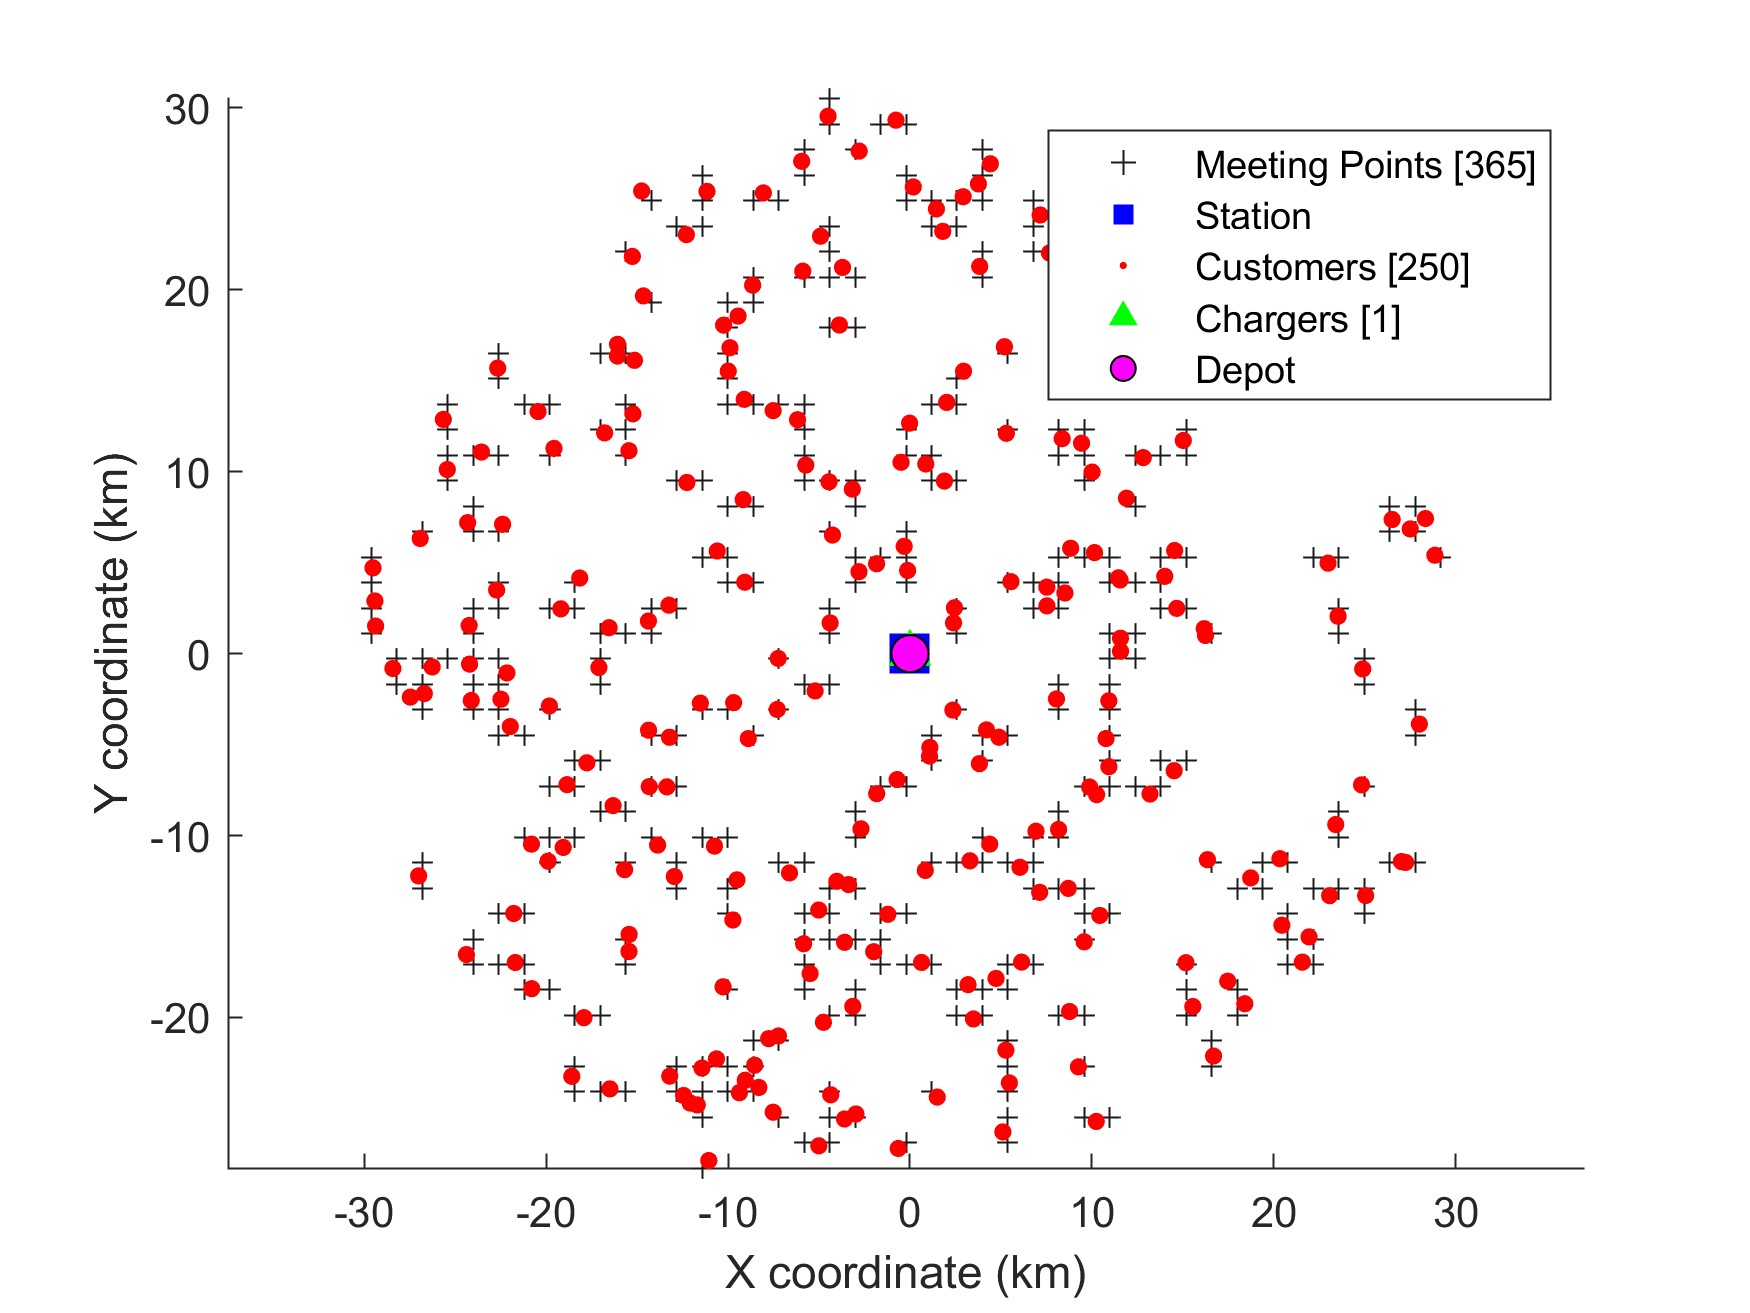 30
20
10
0
-10
-20
-30
-20
-10
0
10
20
30
X coordinate (km)
Y coordinate (km)
Meeting Points [365]
Station
Customers [250]
Chargers [1]
Depot